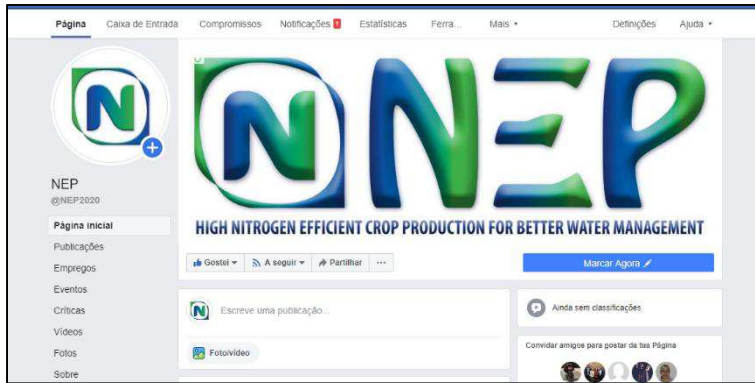 Página Caixa de Entrada Compromissos Notificações 1 Estatísticas Ferra... Mais Definições Ajuda
N
N NEP
HIGH NITROGEN EFFICIENT CROP PRODUCTION FOR BETTER WATER MANAGEMENT
NEP
@NEP2020
Página inicial
Publicações
Empregos
Eventos
Críticas
Vídeos
Fotos
Sobre
Gostei A seguir Partilhar ...
Marcar Agora
N Escreve uma publicação...
Foto/vídeo
Ainda sem classificações
Convidar amigos para gostar da tua Página